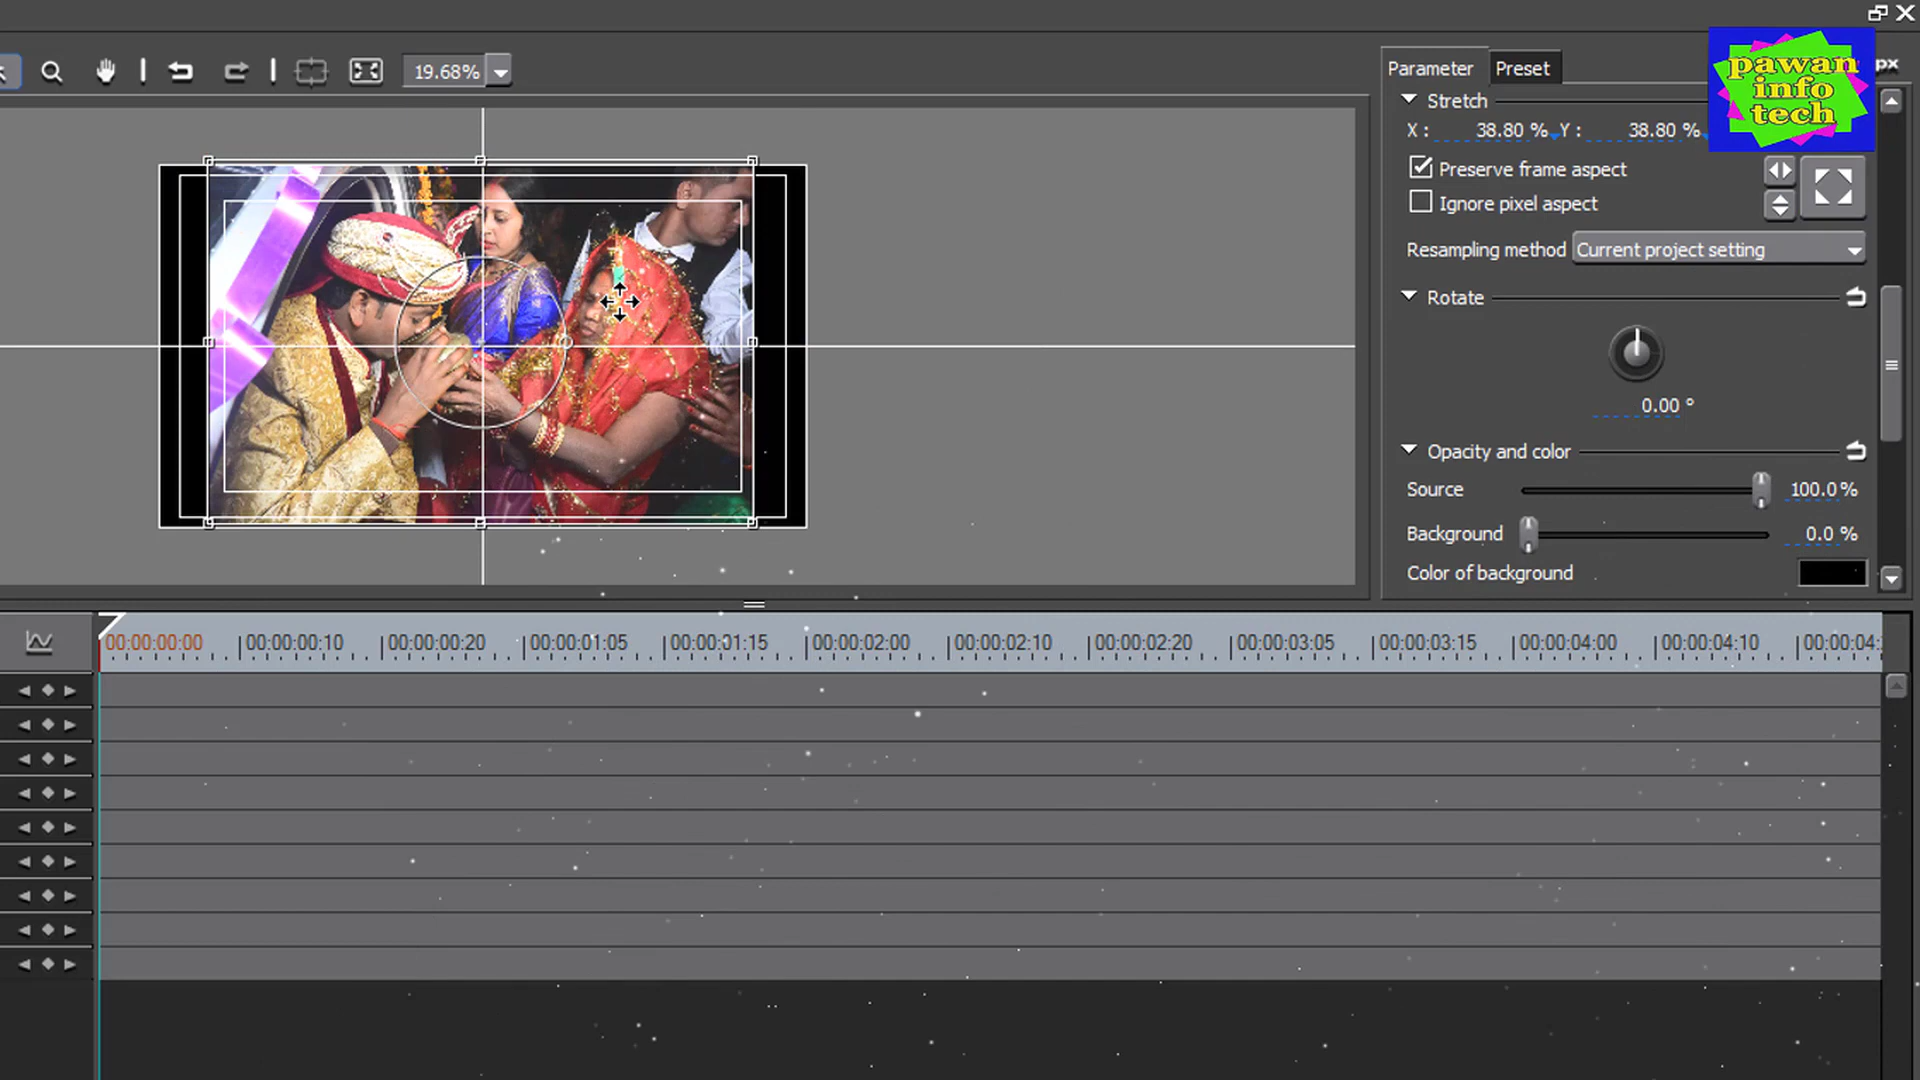 19.68%
Parameter
Preset
px
pawan
info
tech
Stretch
X : 38.80 % Y : 38.80 %
Preserve frame aspect
Ignore pixel aspect
Resampling method Current project setting
Rotate
0.00 °
Opacity and color
Source 100.0 %
Background 0.0 %
Color of background
00:00:00:00 00:00:00:10 00:00:00:20 00:00:01:05 00:00:01:15 00:00:02:00 00:00:02:10 00:00:02:20 00:00:03:05 00:00:03:15 00:00:04:00 00:00:04:10 00:00:04: